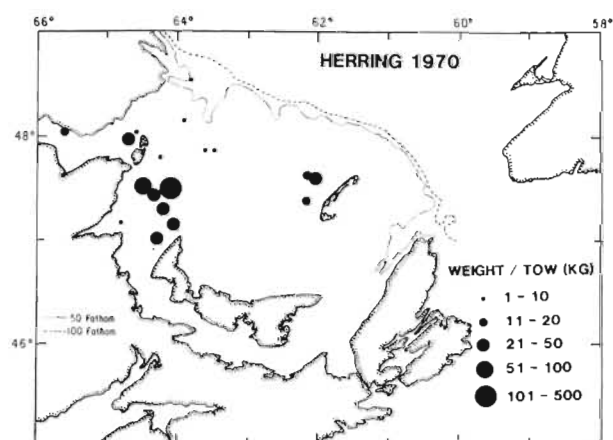 66° 64° 62° 60° 58°
HERRING 1970
48°
WEIGHT / TOW (KG)
1 - 10
11 - 20
21 - 50
51 - 100
101 - 500
50 Fathom
100 Fathom
46°